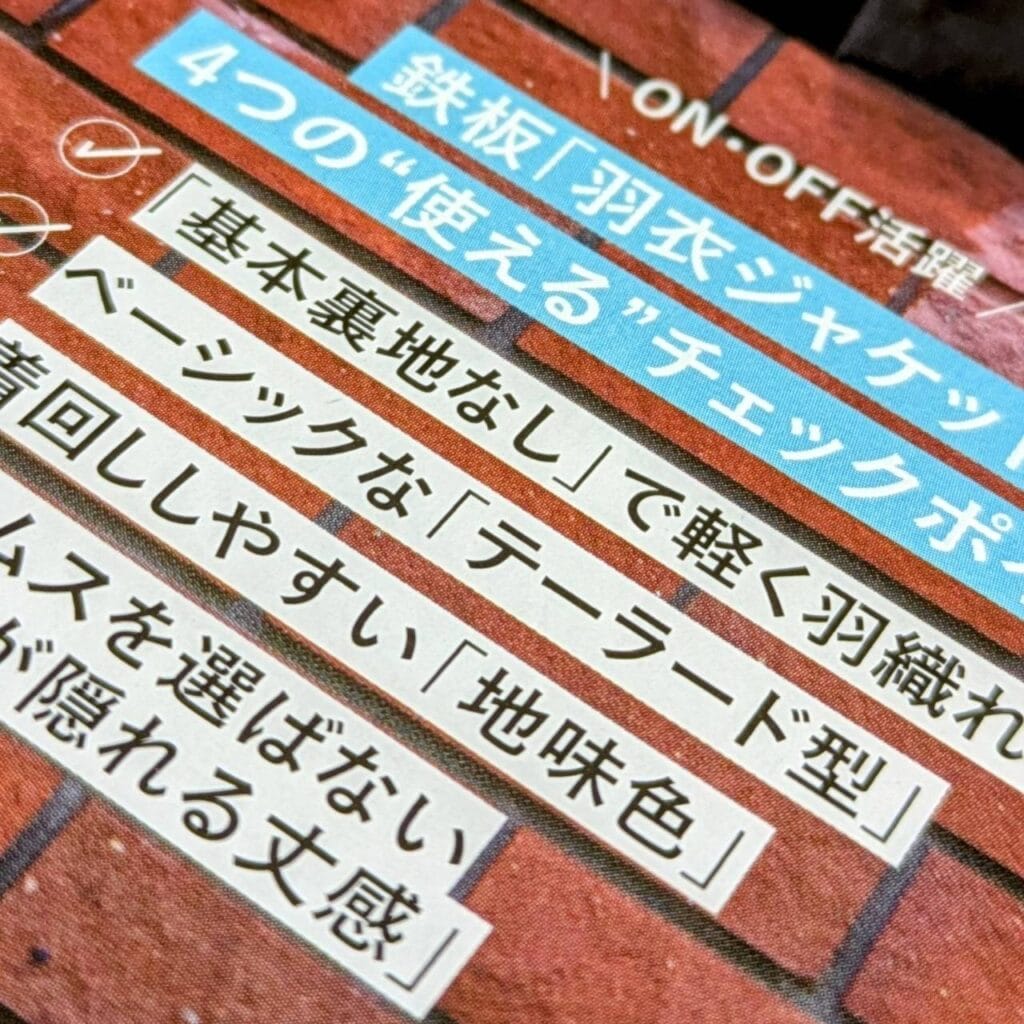 ON・OFF活躍
鉄板「羽衣ジャケット
4つの“使える”チェックポ
「基本裏地なし」で軽く羽織れ
ベーシックな「テーラード型」
着回ししやすい「地味色」
ムスを選ばない
が隠れる丈感」